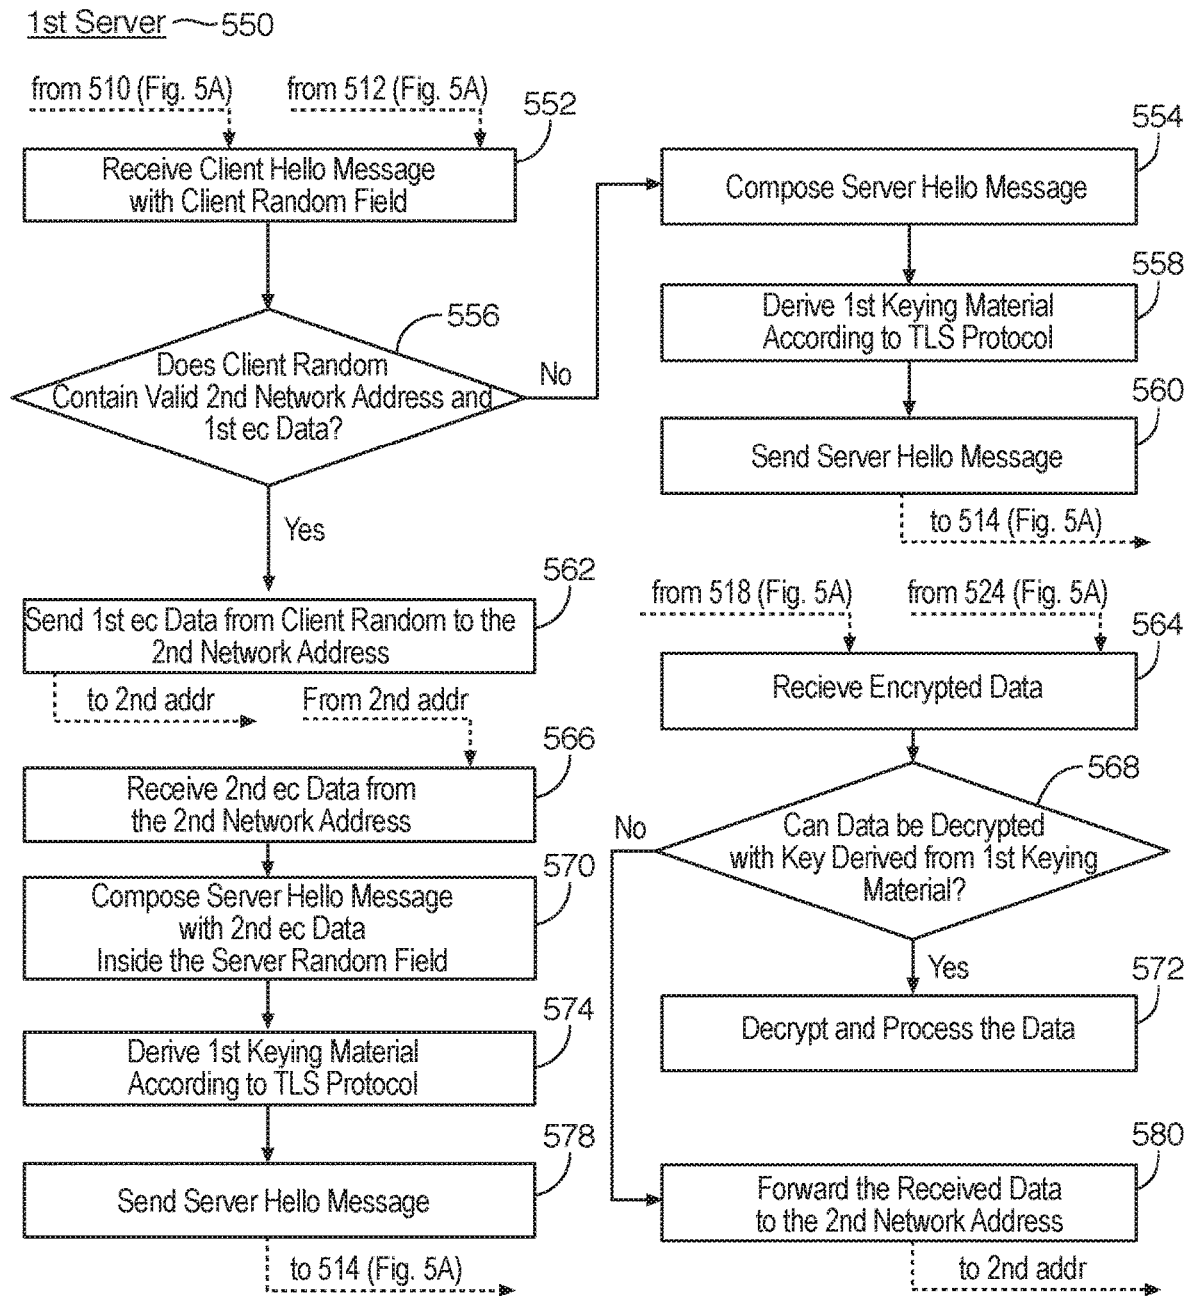 1st Server 550
from 510 (Fig. 5A)
from 512 (Fig. 5A)
552
Receive Client Hello Message
with Client Random Field
556
Does Client Random
Contain Valid 2nd Network Address and
1st ec Data?
No
Yes
554
Compose Server Hello Message
558
Derive 1st Keying Material
According to TLS Protocol
560
Send Server Hello Message
to 514 (Fig. 5A)
562
Send 1st ec Data from Client Random to the
2nd Network Address
to 2nd addr
From 2nd addr
566
Receive 2nd ec Data from
the 2nd Network Address
570
Compose Server Hello Message
with 2nd ec Data
Inside the Server Random Field
574
Derive 1st Keying Material
According to TLS Protocol
578
Send Server Hello Message
to 514 (Fig. 5A)
from 518 (Fig. 5A)
from 524 (Fig. 5A)
564
Recieve Encrypted Data
568
Can Data be Decrypted
with Key Derived from 1st Keying
Material?
No
Yes
572
Decrypt and Process the Data
580
Forward the Received Data
to the 2nd Network Address
to 2nd addr